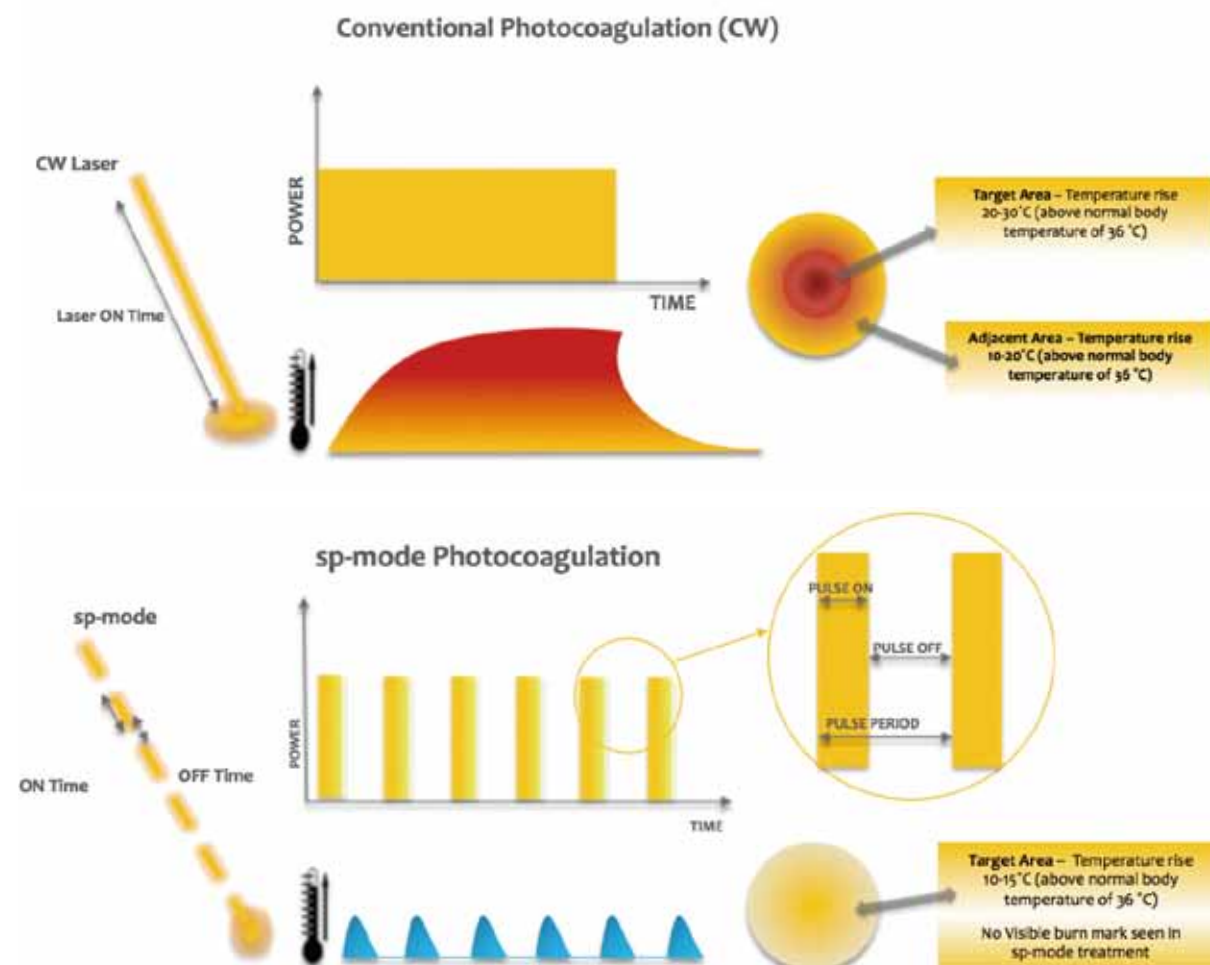 Conventional Photocoagulation (CW)
CW Laser
Laser ON Time
POWER
TIME
Target Area – Temperature rise
20-30°C (above normal body
temperature of 36 °C)
Adjacent Area – Temperature rise
10-20°C (above normal body
temperature of 36 °C)
sp-mode Photocoagulation
sp-mode
ON Time
OFF Time
POWER
TIME
PULSE ON
PULSE OFF
PULSE PERIOD
Target Area – Temperature rise
10-15°C (above normal body
temperature of 36 °C)
No Visible burn mark seen in
sp-mode treatment